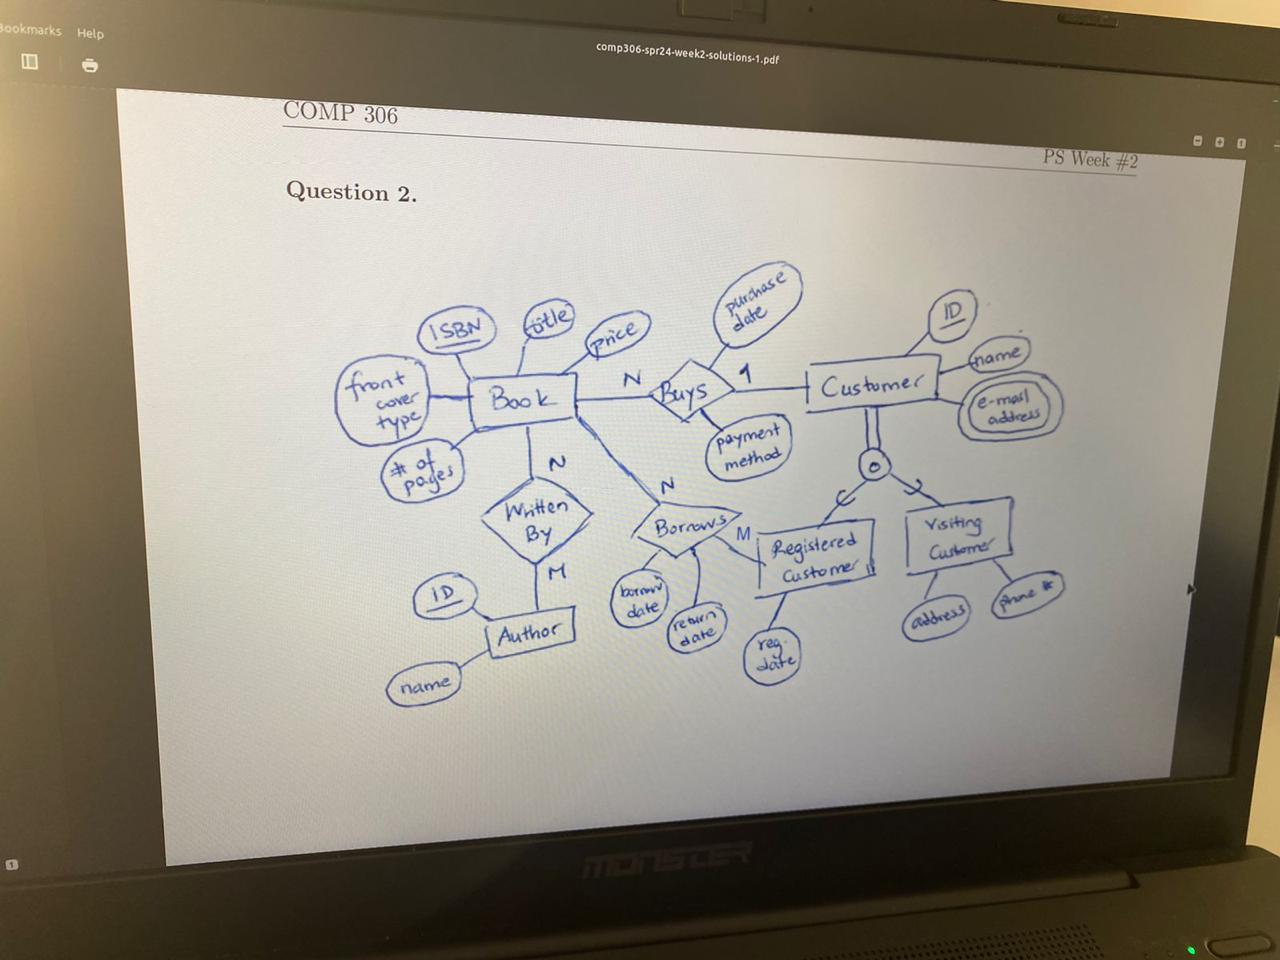 Bookmarks Help
comp306-spr24-week2-solutions-1.pdf
COMP 306
PS Week #2
Question 2.
purchase
date
ISBN
title
price
ID
front
cover
type
Book
N
Buys
1
Customer
name
e-mail
address
# of
pages
payment
method
N
Written
By
M
N
Borrows
M
Registered
Customer
Visiting
Customer
ID
Author
name
borrow
date
return
date
reg.
date
address
phone #
o
1
MONSTER